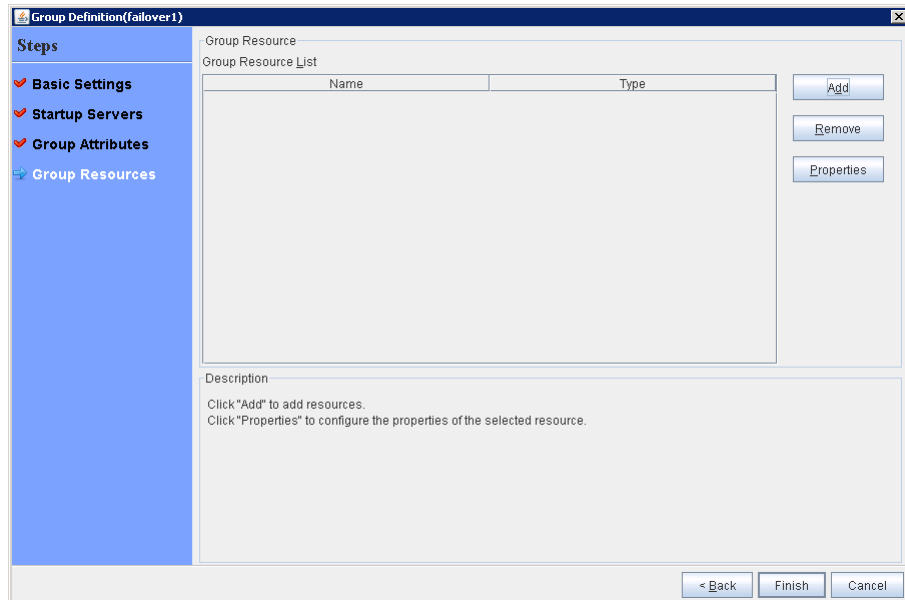 Group Definition(failover1)
Steps
Basic Settings
Startup Servers
Group Attributes
Group Resources
Group Resource
Group Resource List
Name Type
Add
Remove
Properties
Description
Click "Add" to add resources.
Click "Properties" to configure the properties of the selected resource.
< Back Finish Cancel